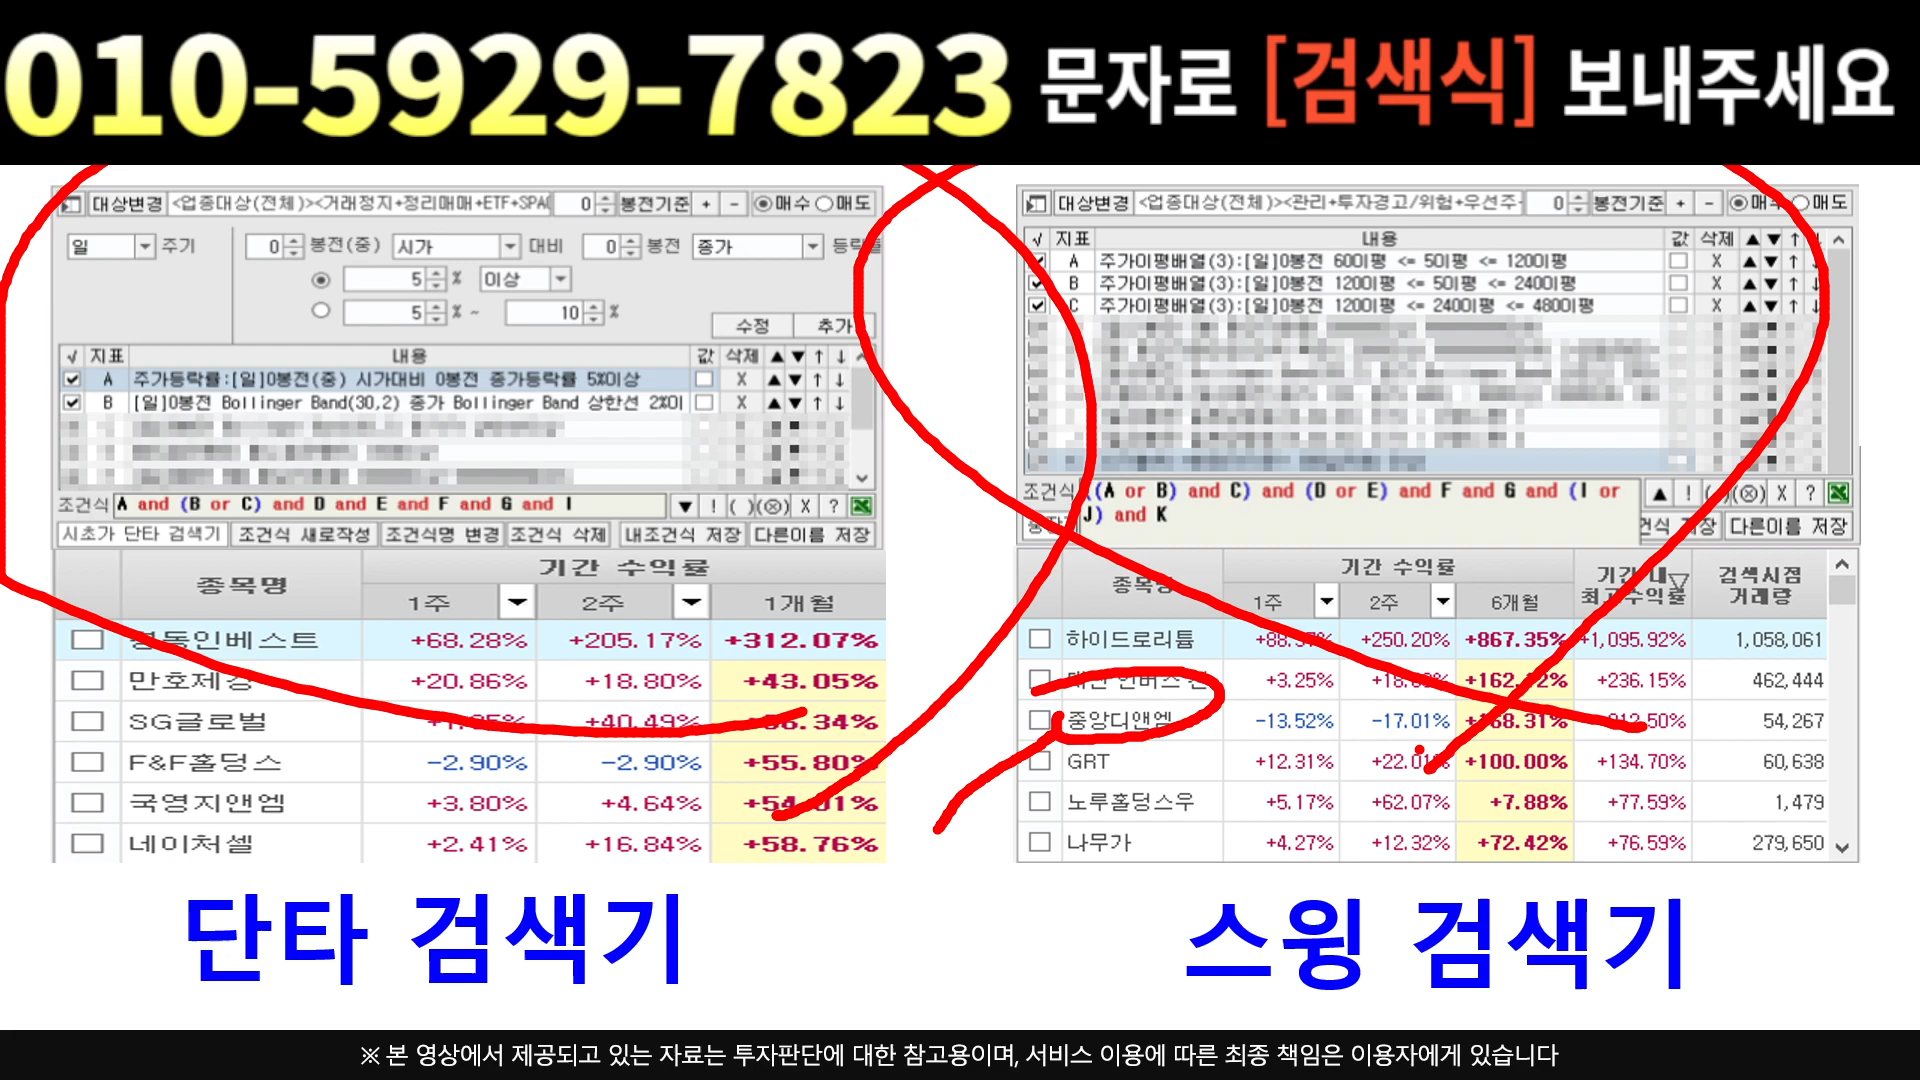 010-5929-7823 문자로 [검색식] 보내주세요
대상변경 <업종대상(전체)><거래정지+정리매매+ETF+SPAC 0 봉전기준 + - 매수 매도
일 주기 0 봉전(중) 시가 대비 0 봉전 종가
5 % 이상
5 % ~ 10 %
수정 추가
√ 지표 내용 값 삭제 ▲ ▼ ↑ ↓
A 주가등락률:[일]0봉전(중) 시가대비 0봉전 종가등락률 5%이상 X ▲ ▼ ↑ ↓
B [일]0봉전 Bollinger Band(30,2) 종가 Bollinger Band 상한선 2%이 X ▲ ▼ ↑ ↓
조건식 A and (B or C) and D and E and F and G and I ▼ ! ( )(⊗) X ?
시초가 단타 검색기 조건식 새로작성 조건식명 변경 조건식 삭제 내조건식 저장 다른이름 저장
종목명 기간 수익률
1주 2주 1개월
+68.28% +205.17% +312.07%
만호제강 +20.86% +18.80% +43.05%
SG글로벌 +40.49%
F&F홀딩스 -2.90% -2.90% +55.80%
국영지앤엠 +3.80% +4.64%
네이처셀 +2.41% +16.84% +58.76%
단타 검색기
대상변경 <업종대상(전체)><관리+투자경고/위험+우선주+ 0 봉전기준 + - 매수 매도
√ 지표 내용 값 삭제 ▲ ▼ ↑ ↓
A 주가이평배열(3):[일]0봉전 60이평 <= 5이평 <= 120이평 X ▲ ▼ ↑ ↓
B 주가이평배열(3):[일]0봉전 120이평 <= 5이평 <= 240이평 X ▲ ▼ ↑ ↓
C 주가이평배열(3):[일]0봉전 120이평 <= 240이평 <= 480이평 X ▲ ▼ ↑ ↓
조건식 ((A or B) and C) and (D or E) and F and G and (I or ▲ ! ( )(⊗) X ?
J) and K
건식 저장 다른이름 저장
종목명 기간 수익률 기간 내 최고수익률 검색시점 거래량
1주 2주 6개월
하이드로리튬 +250.20% +867.35% +1,095.92% 1,058,061
+3.25% +236.15% 462,444
중앙디앤엠 -13.52% -17.01% 54,267
GRT +12.31% +100.00% +134.70% 60,638
노루홀딩스우 +5.17% +62.07% +7.88% +77.59% 1,479
나무가 +4.27% +12.32% +72.42% +76.59% 279,650
스윙 검색기
※ 본 영상에서 제공되고 있는 자료는 투자판단에 대한 참고용이며, 서비스 이용에 따른 최종 책임은 이용자에게 있습니다